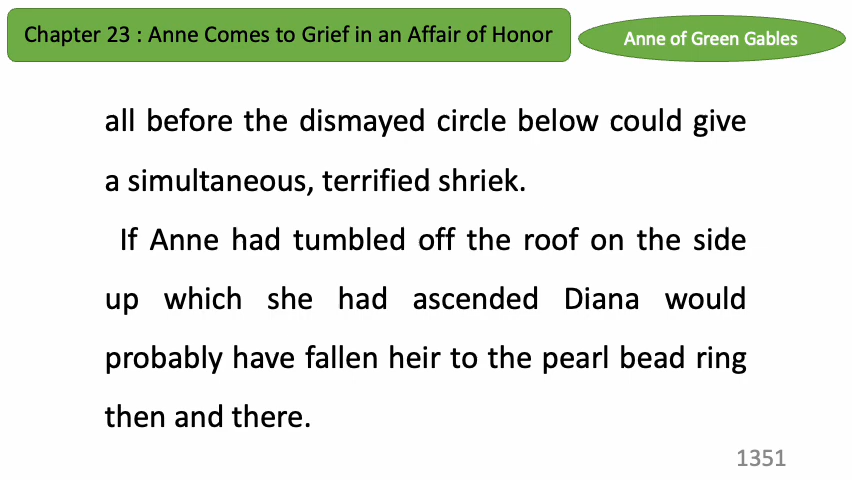 Chapter 23 : Anne Comes to Grief in an Affair of Honor
Anne of Green Gables
all before the dismayed circle below could give
a simultaneous, terrified shriek.
If Anne had tumbled off the roof on the side
up which she had ascended Diana would
probably have fallen heir to the pearl bead ring
then and there.
1351